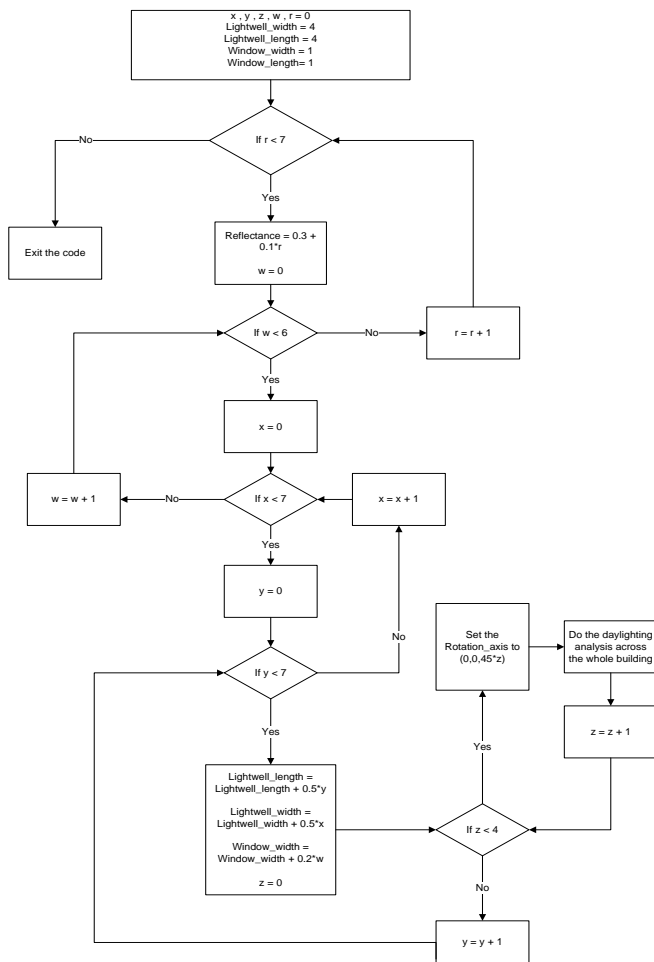 x , y , z , w , r = 0
Lightwell_width = 4
Lightwell_length = 4
Window_width = 1
Window_length= 1
No
If r < 7
Yes
Exit the code
Reflectance = 0.3 +
0.1*r
w = 0
If w < 6
No
r = r + 1
Yes
x = 0
w = w + 1
No
If x < 7
x = x + 1
Yes
y = 0
No
If y < 7
Set the
Rotation_axis to
(0,0,45*z)
Do the daylighting
analysis across
the whole building
Yes
Yes
z = z + 1
Lightwell_length =
Lightwell_length + 0.5*y
Lightwell_width =
Lightwell_width + 0.5*x
Window_width =
Window_width + 0.2*w
z = 0
If z < 4
No
y = y + 1